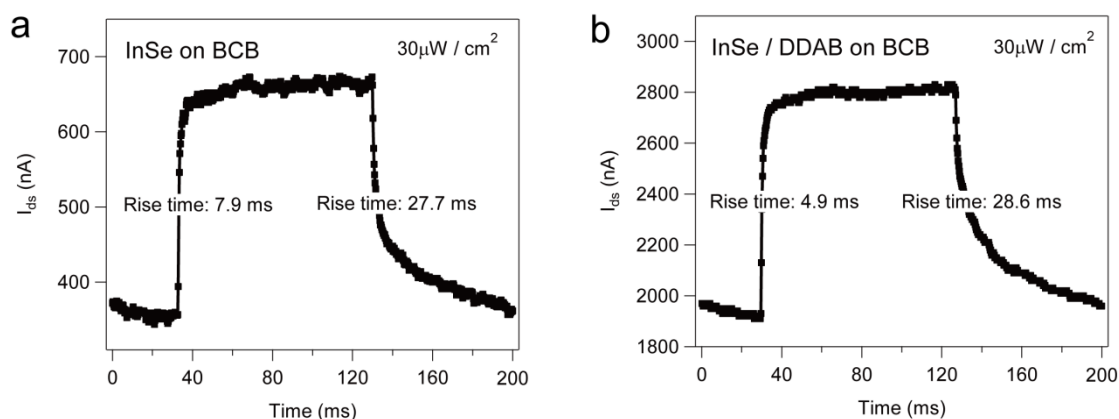 a
InSe on BCB
30μW / cm²
Rise time: 7.9 ms
Rise time: 27.7 ms
700
600
500
400
I_ds (nA)
0
40
80
120
160
200
Time (ms)
b
InSe / DDAB on BCB
30μW / cm²
Rise time: 4.9 ms
Rise time: 28.6 ms
3000
2800
2600
2400
2200
2000
1800
I_ds (nA)
0
40
80
120
160
200
Time (ms)